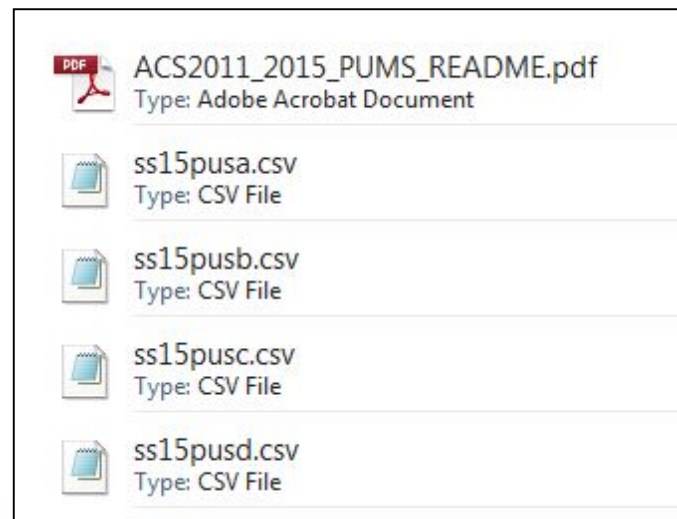 PDF
ACS2011_2015_PUMS_README.pdf
Type: Adobe Acrobat Document
ss15pusa.csv
Type: CSV File
ss15pusb.csv
Type: CSV File
ss15pusc.csv
Type: CSV File
ss15pusd.csv
Type: CSV File